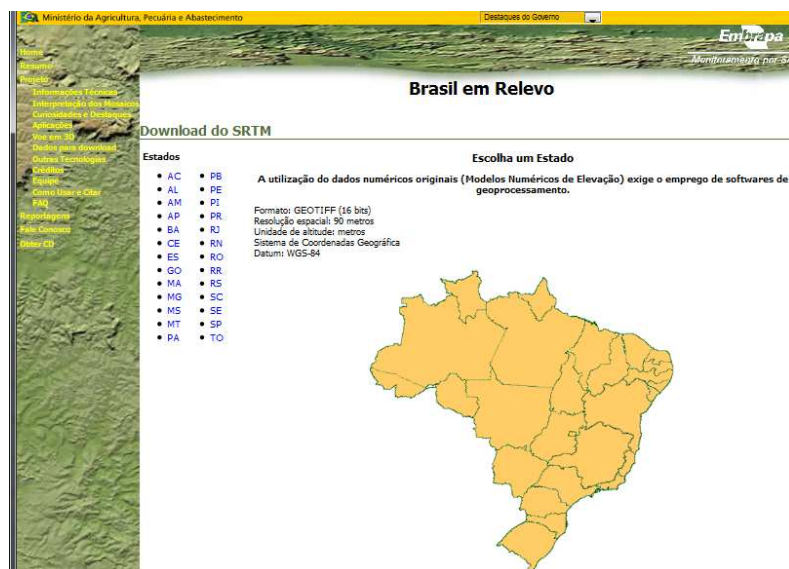 Ministério da Agricultura, Pecuária e Abastecimento
Destaques do Governo
Embrapa
Monitoramento por
Home
Resumo
Projeto
Informações Técnicas
Interpretação dos Mosaicos
Curiosidades e Destaques
Aplicações
Voe em 3D
Dados para download
Outras Tecnologias
Créditos
Equipe
Como Usar e Citar
FAQ
Reportagens
Fale Conosco
Obter CD
Brasil em Relevo
Download do SRTM
Estados
AC
AL
AM
AP
BA
CE
ES
GO
MA
MG
MS
MT
PA
PB
PE
PI
PR
RJ
RN
RO
RR
RS
SC
SE
SP
TO
Escolha um Estado
A utilização do dados numéricos originais (Modelos Numéricos de Elevação) exige o emprego de softwares de
geoprocessamento.
Formato: GEOTIFF (16 bits)
Resolução espacial: 90 metros
Unidade de altitude: metros
Sistema de Coordenadas Geográfica
Datum: WGS-84